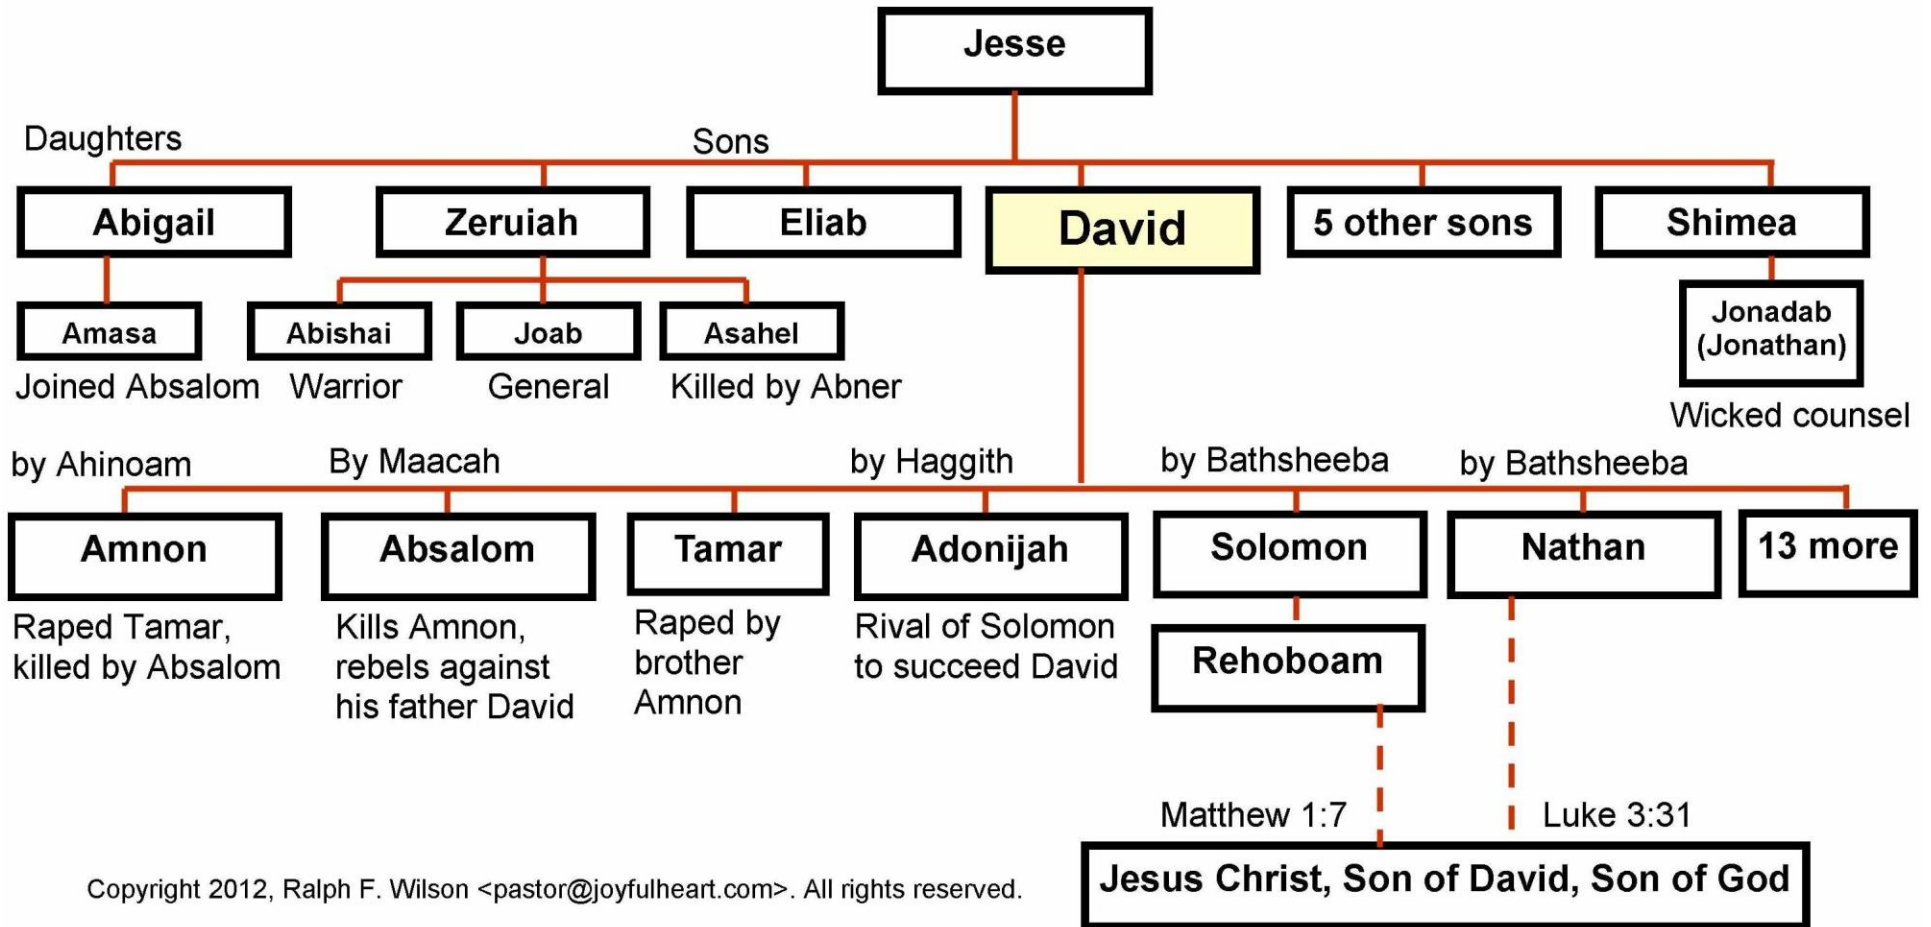 Jesse
Daughters
Sons
Abigail
Zeruiah
Eliab
David
5 other sons
Shimea
Amasa
Abishai
Joab
Asahel
Jonadab
(Jonathan)
Joined Absalom
Warrior
General
Killed by Abner
Wicked counsel
by Ahinoam
By Maacah
by Haggith
by Bathsheeba
by Bathsheeba
Amnon
Absalom
Tamar
Adonijah
Solomon
Nathan
13 more
Raped Tamar,
killed by Absalom
Kills Amnon,
rebels against
his father David
Raped by
brother
Amnon
Rival of Solomon
to succeed David
Rehoboam
Matthew 1:7
Luke 3:31
Jesus Christ, Son of David, Son of God
Copyright 2012, Ralph F. Wilson <pastor@joyfulheart.com>. All rights reserved.